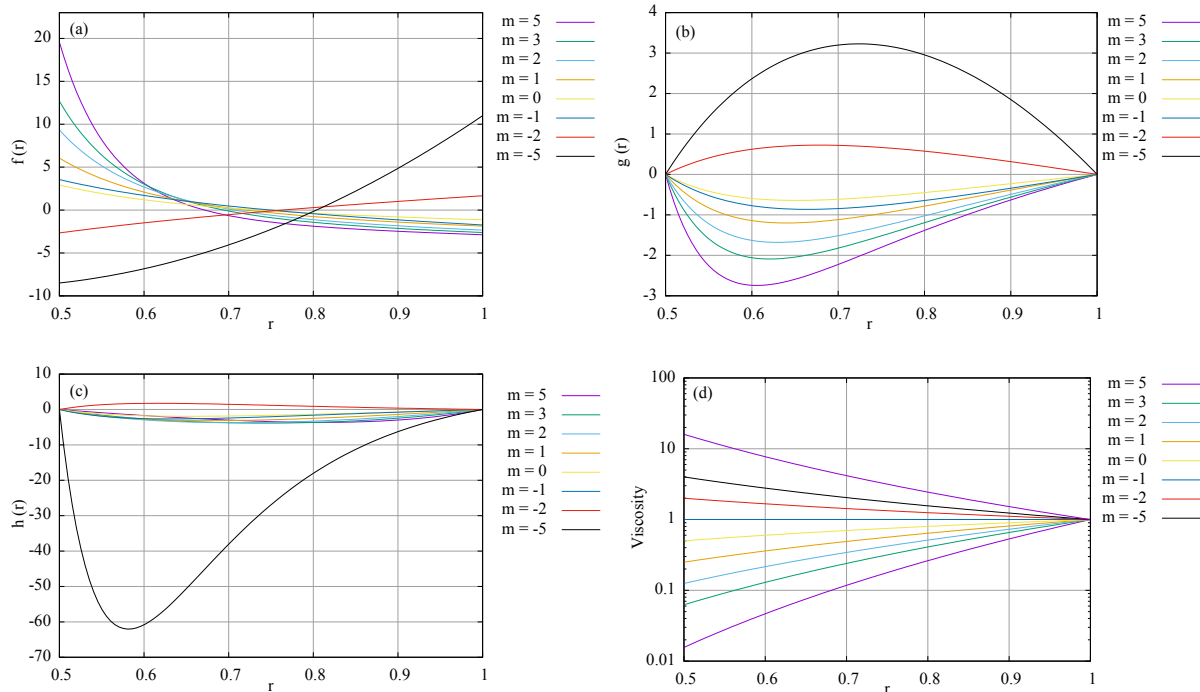 (a)
f (r)
20
15
10
5
0
-5
-10
0.5 0.6 0.7 0.8 0.9 1
r
m = 5
m = 3
m = 2
m = 1
m = 0
m = -1
m = -2
m = -5
(b)
g (r)
4
3
2
1
0
-1
-2
-3
0.5 0.6 0.7 0.8 0.9 1
r
m = 5
m = 3
m = 2
m = 1
m = 0
m = -1
m = -2
m = -5
(c)
h (r)
10
0
-10
-20
-30
-40
-50
-60
-70
0.5 0.6 0.7 0.8 0.9 1
r
m = 5
m = 3
m = 2
m = 1
m = 0
m = -1
m = -2
m = -5
(d)
Viscosity
100
10
1
0.1
0.01
0.5 0.6 0.7 0.8 0.9 1
r
m = 5
m = 3
m = 2
m = 1
m = 0
m = -1
m = -2
m = -5